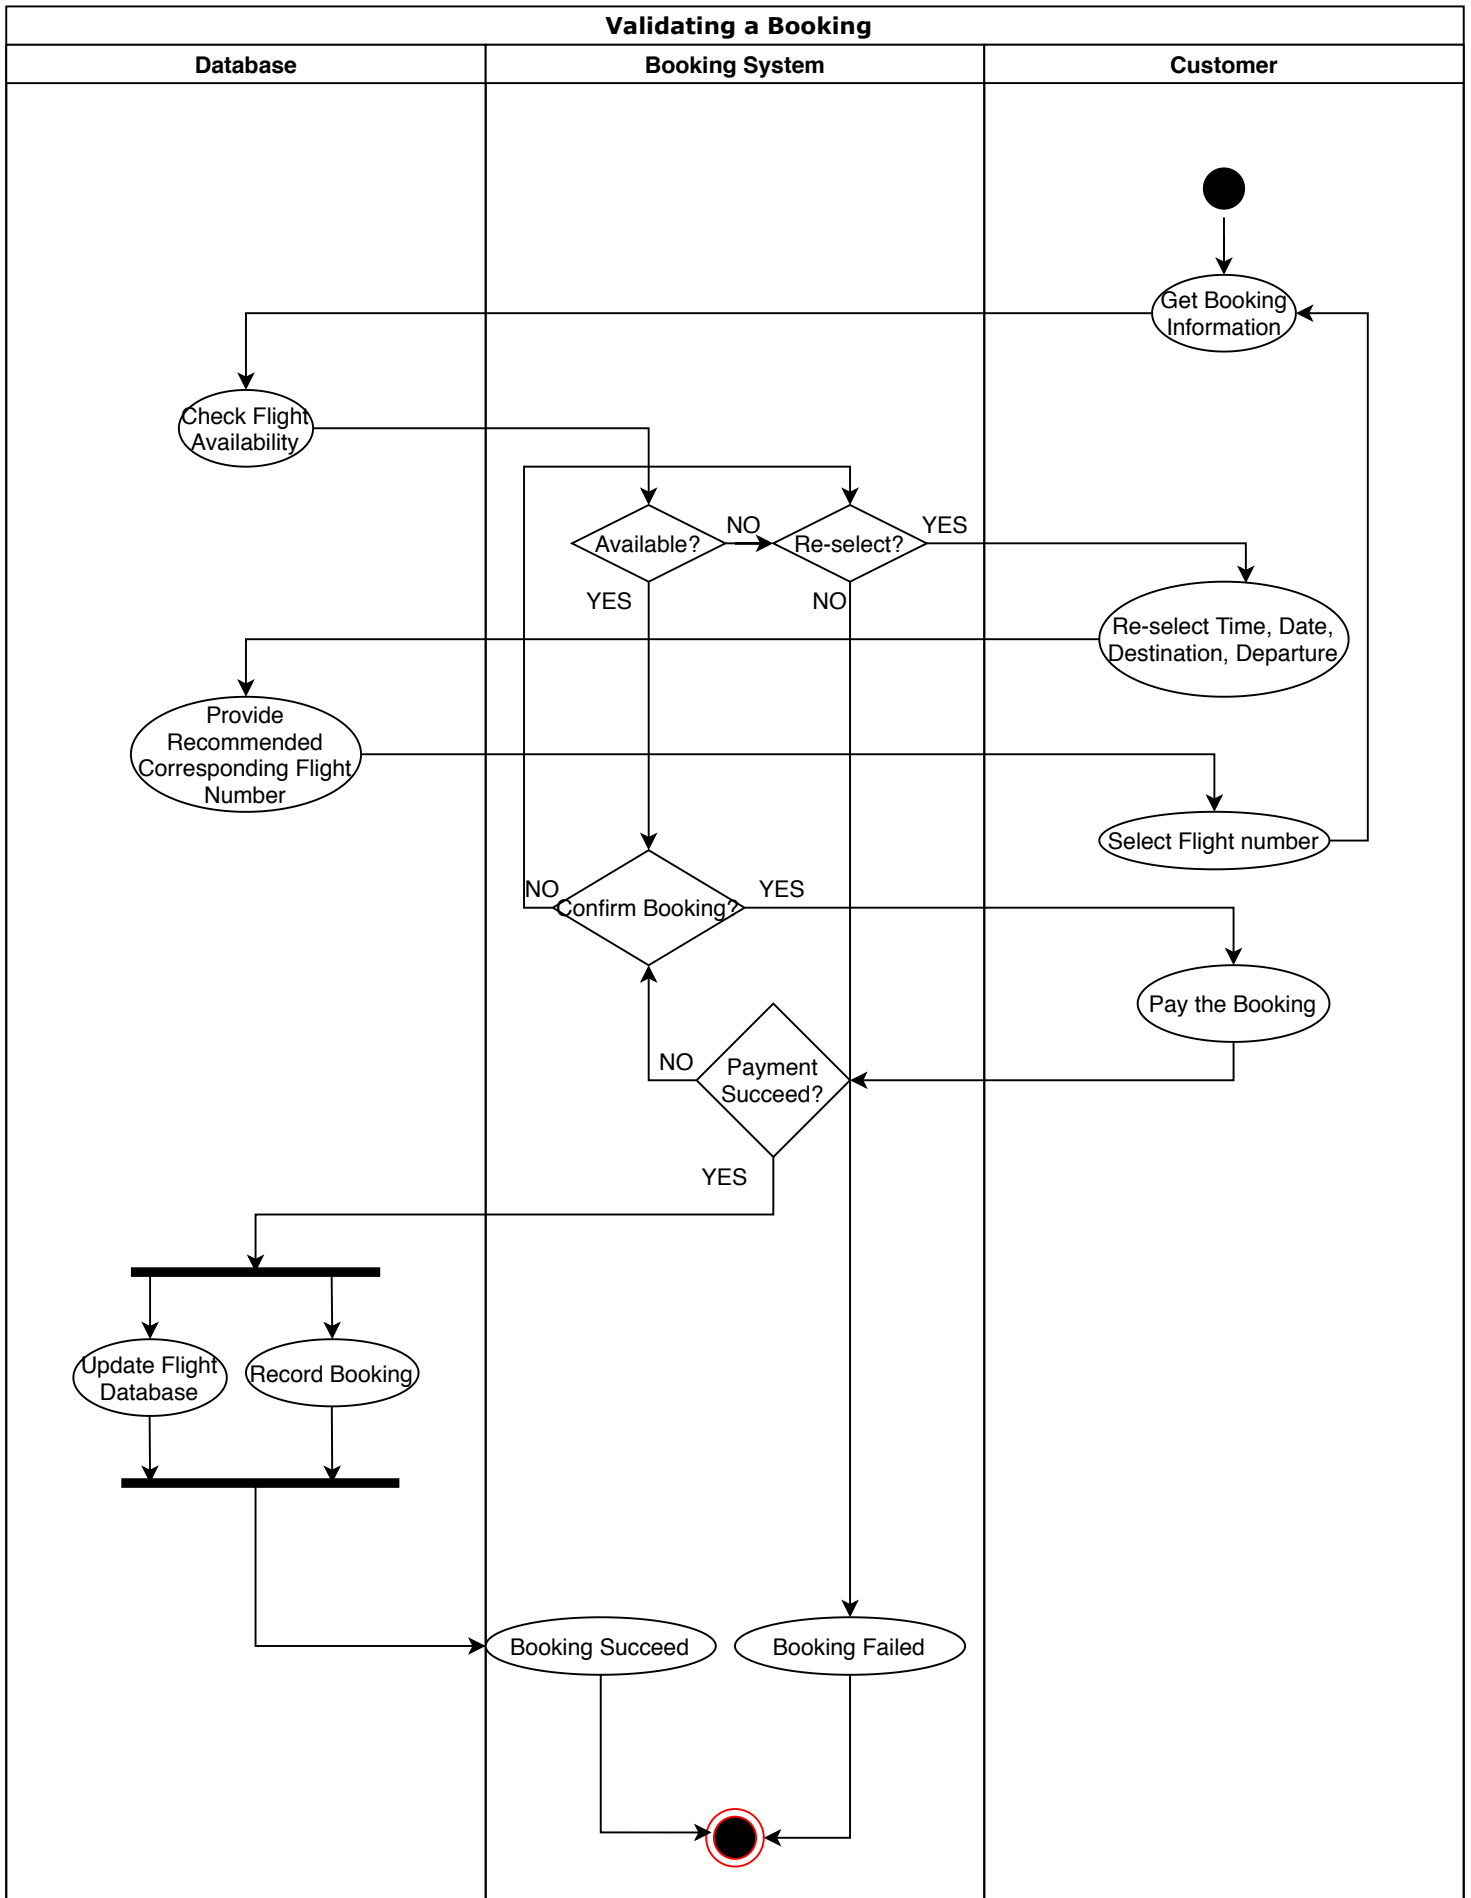 Validating a Booking
Database
Booking System
Customer
Get Booking
Information
Check Flight
Availability
Available?
NO
Re-select?
YES
YES
NO
Re-select Time, Date,
Destination, Departure
Provide
Recommended
Corresponding Flight
Number
Select Flight number
NO
Confirm Booking?
YES
Pay the Booking
NO
Payment
Succeed?
YES
Update Flight
Database
Record Booking
Booking Succeed
Booking Failed